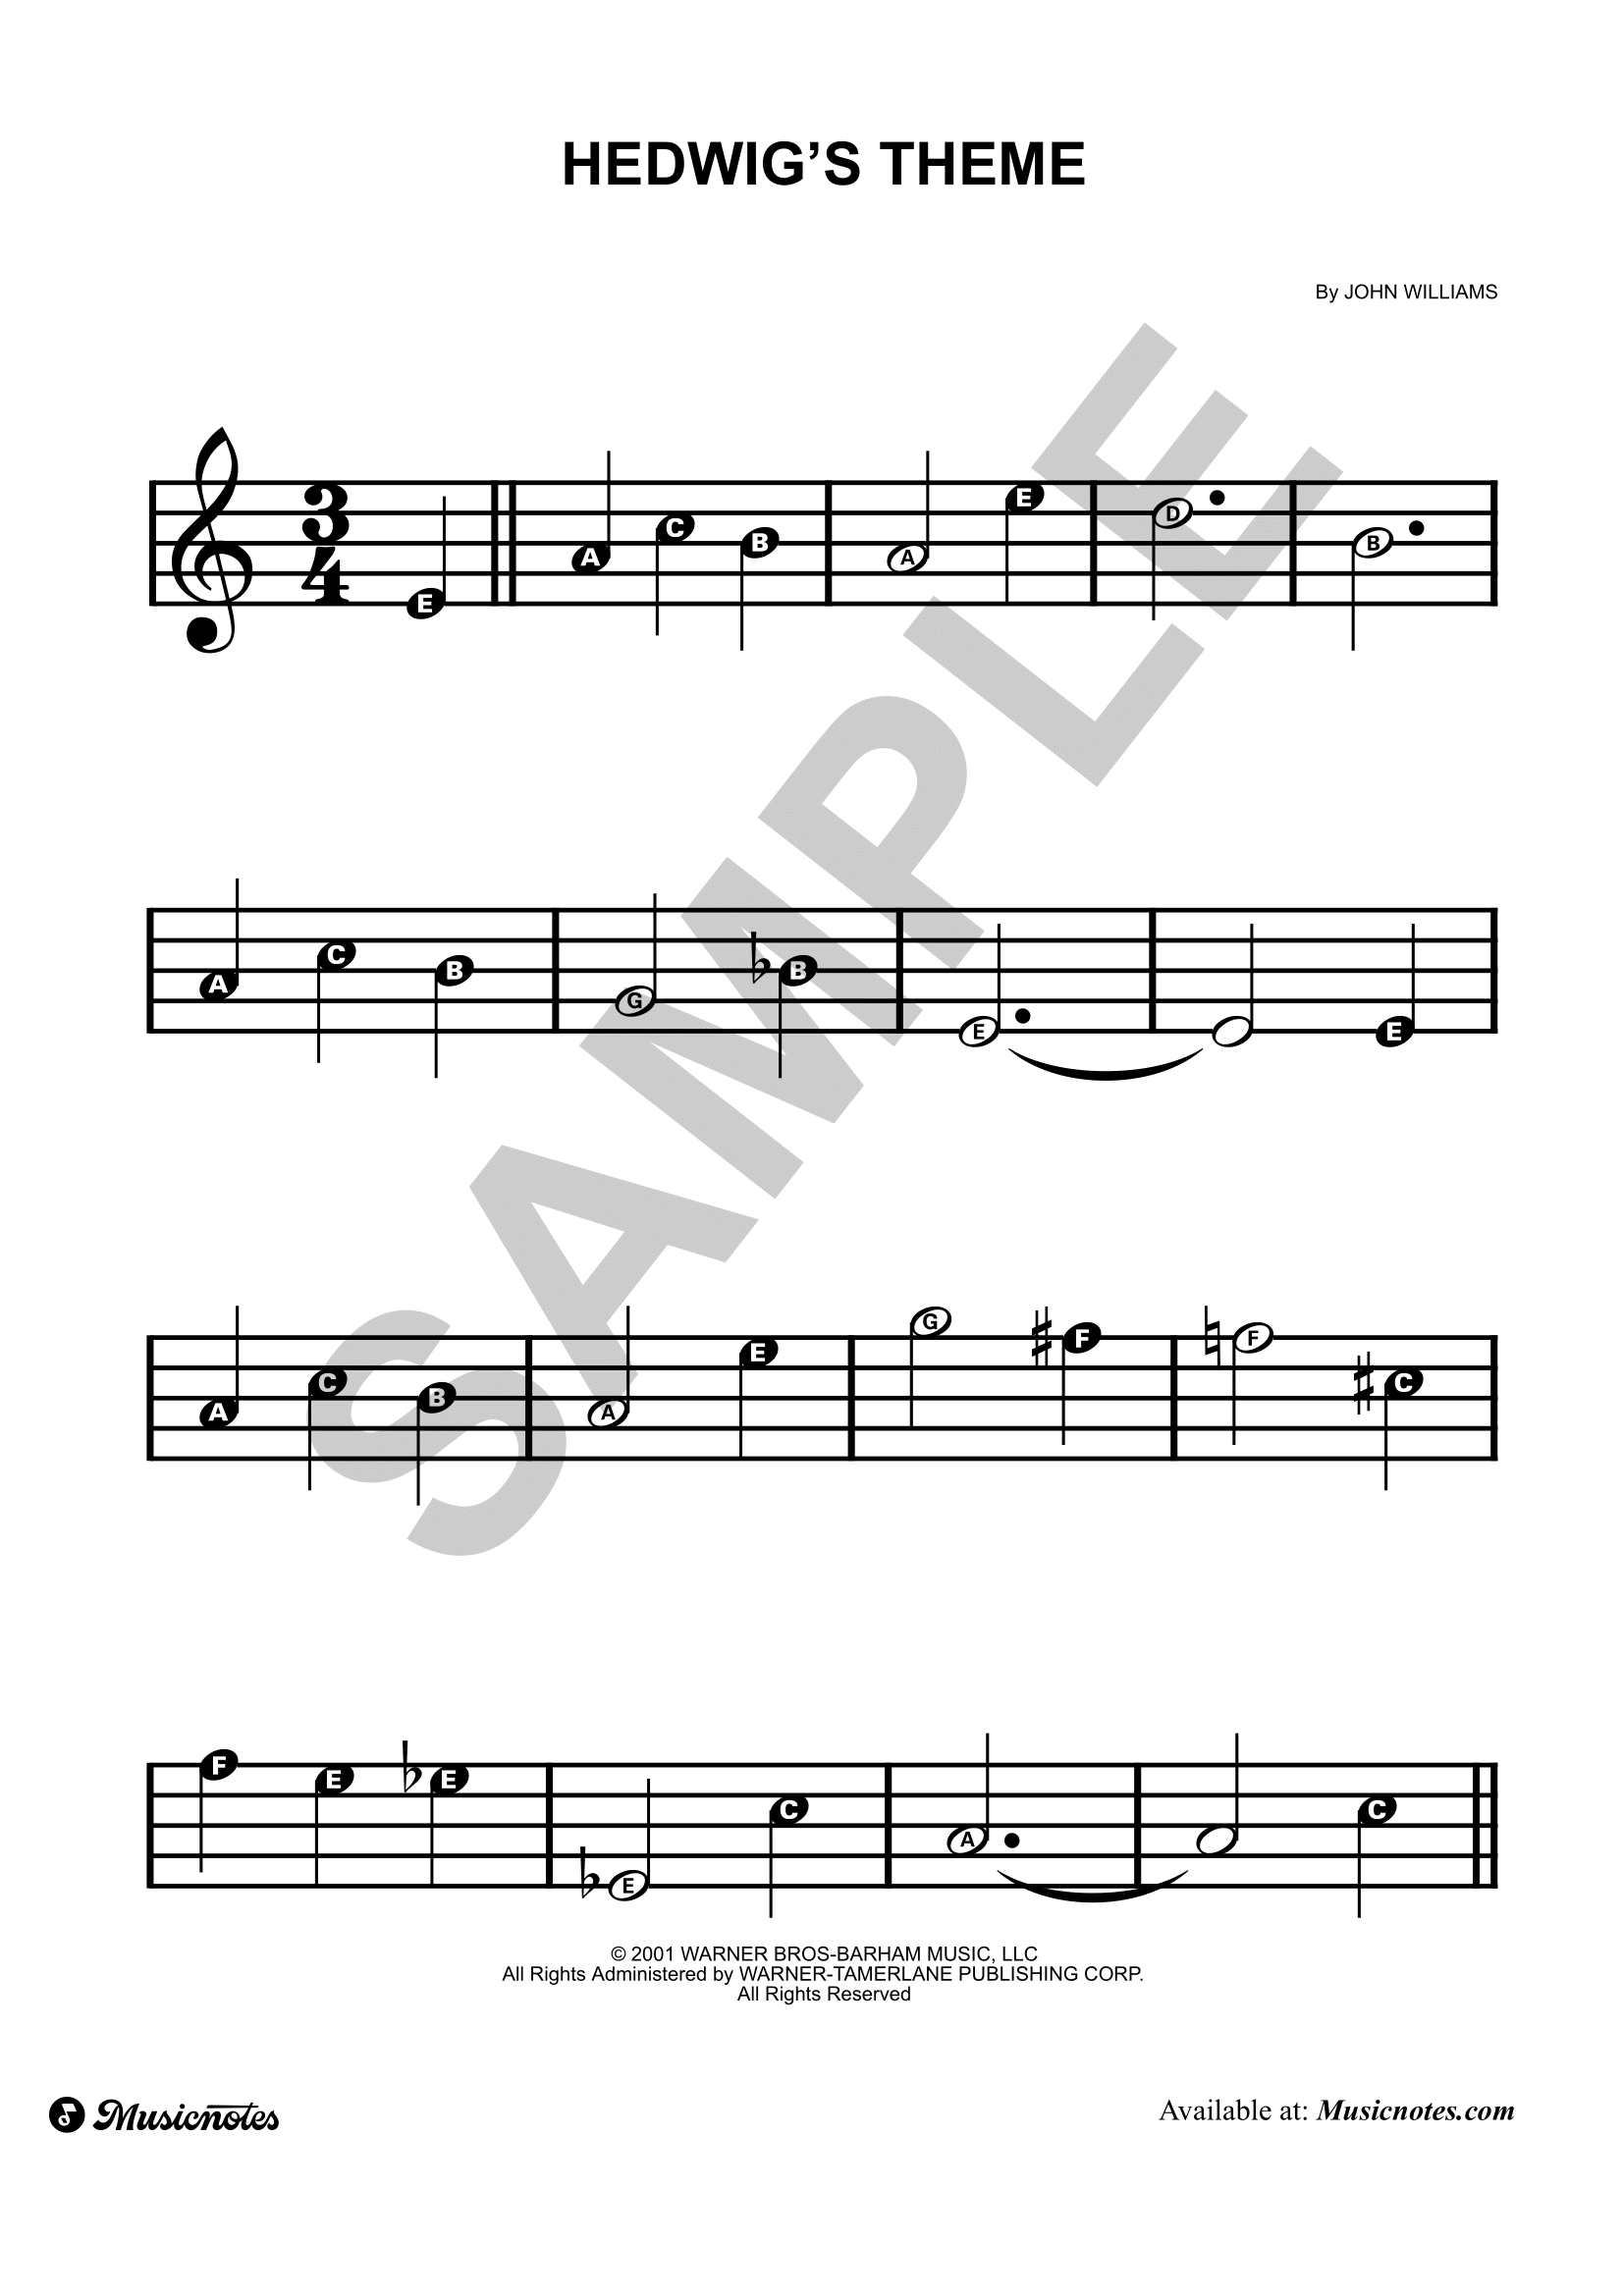 HEDWIG'S THEME
By JOHN WILLIAMS
3
4
E A C B A E D B
A C B G ♭B E E
A C B A E G ♯F ♮F ♯C
F E ♭E ♭E C A C
SAMPLE
© 2001 WARNER BROS-BARHAM MUSIC, LLC
All Rights Administered by WARNER-TAMERLANE PUBLISHING CORP.
All Rights Reserved
Musicnotes
Available at: Musicnotes.com